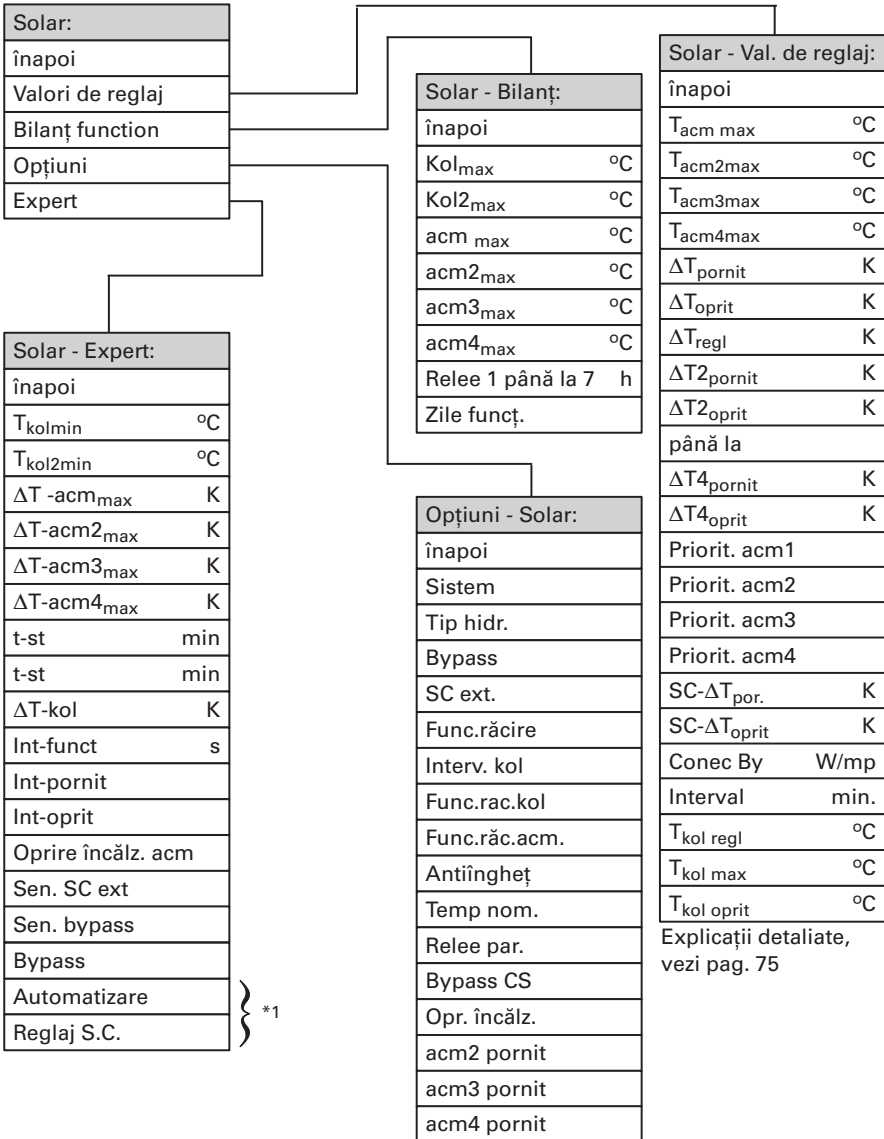 Solar:
înapoi
Valori de reglaj
Bilanț function
Opțiuni
Expert
Solar - Expert:
înapoi
Tkolmin °C
Tkol2min °C
ΔT -acmmax K
ΔT-acm2max K
ΔT-acm3max K
ΔT-acm4max K
t-st min
t-st min
ΔT-kol K
Int-funct s
Int-pornit
Int-oprit
Oprire încălz. acm
Sen. SC ext
Sen. bypass
Bypass
Automatizare
Reglaj S.C.
*1
Solar - Bilanț:
înapoi
Kolmax °C
Kol2max °C
acm max °C
acm2max °C
acm3max °C
acm4max °C
Relee 1 până la 7 h
Zile funcț.
Opțiuni - Solar:
înapoi
Sistem
Tip hidr.
Bypass
SC ext.
Func.răcire
Interv. kol
Func.rac.kol
Func.răc.acm.
Antiîngheț
Temp nom.
Relee par.
Bypass CS
Opr. încălz.
acm2 pornit
acm3 pornit
acm4 pornit
Solar - Val. de reglaj:
înapoi
Tacm max °C
Tacm2max °C
Tacm3max °C
Tacm4max °C
ΔTpornit K
ΔToprit K
ΔTregl K
ΔT2pornit K
ΔT2oprit K
până la
ΔT4pornit K
ΔT4oprit K
Priorit. acm1
Priorit. acm2
Priorit. acm3
Priorit. acm4
SC-ΔTpor. K
SC-ΔToprit K
Conec By W/mp
Interval min.
Tkol regl °C
Tkol max °C
Tkol oprit °C
Explicații detaliate,
vezi pag. 75